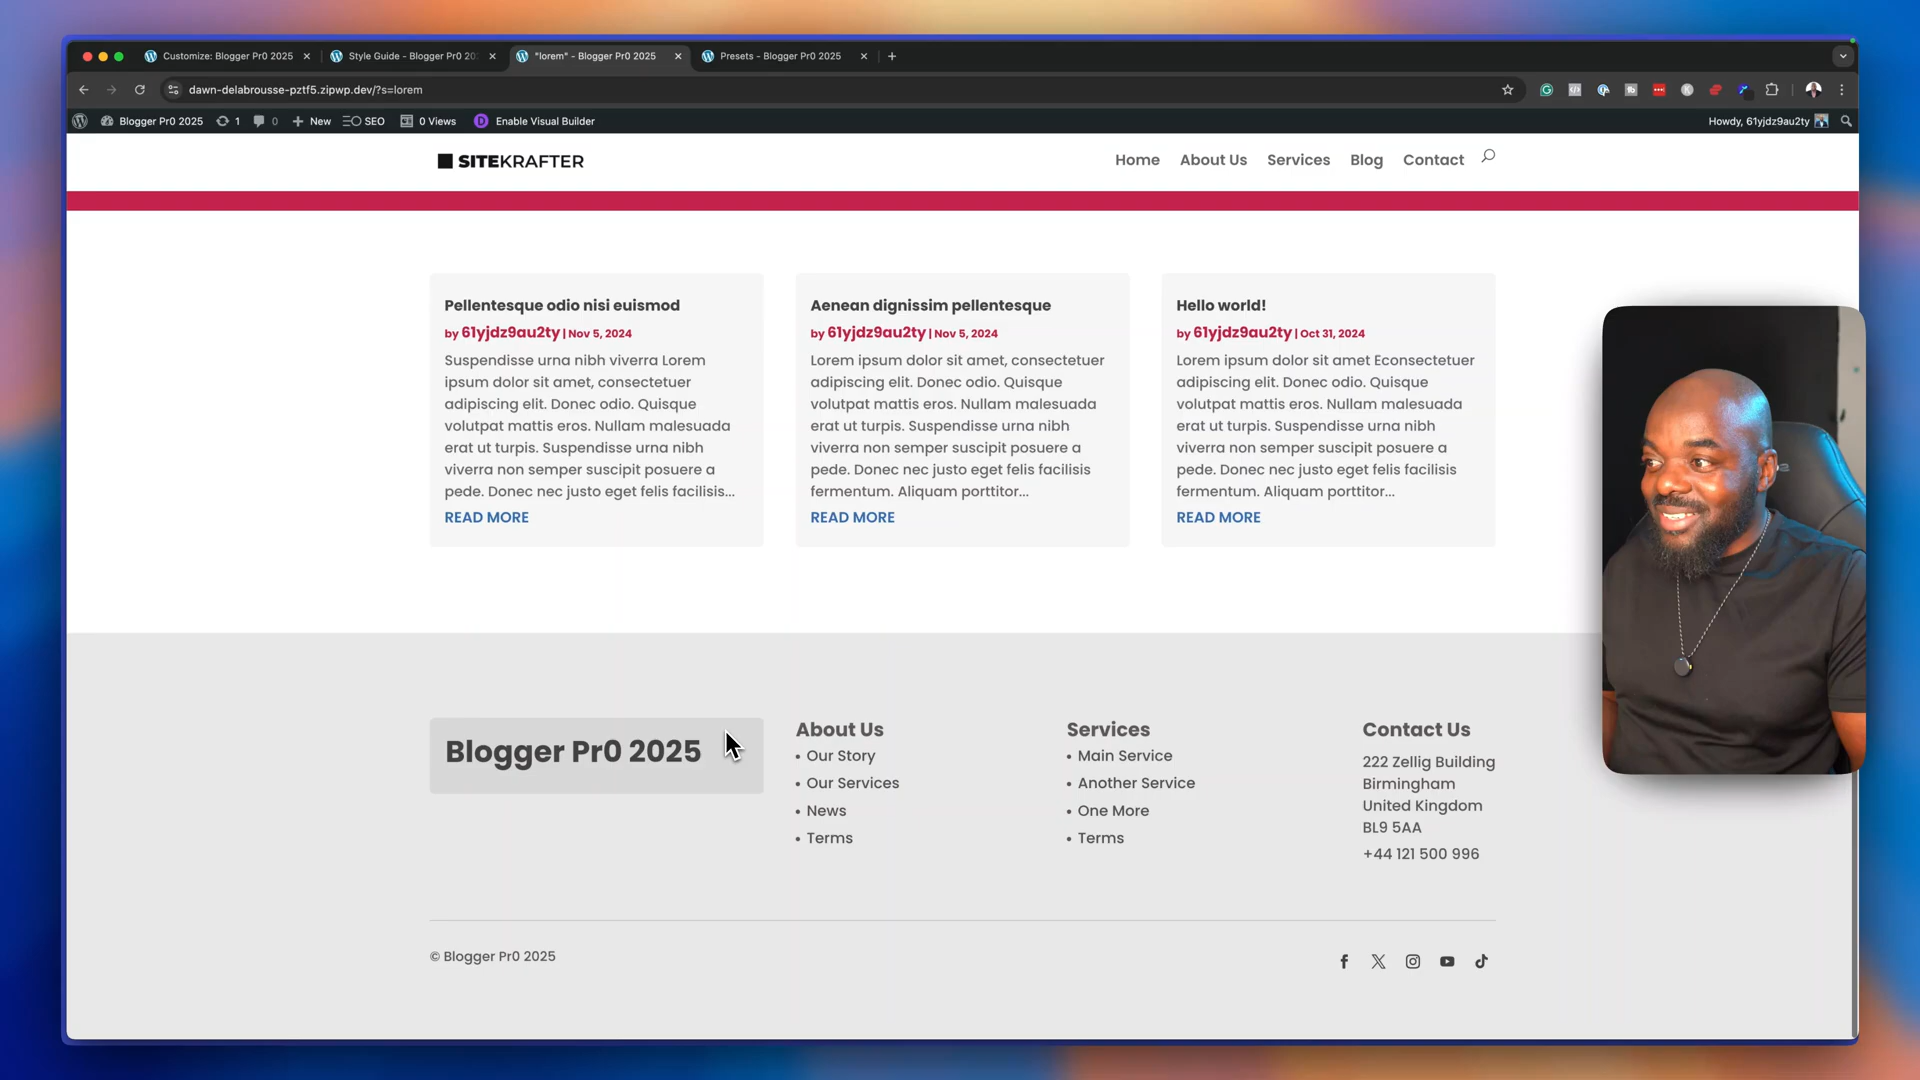 Customize: Blogger Pr0 2025
Style Guide - Blogger Pr0 20
"lorem" - Blogger Pr0 2025
Presets - Blogger Pr0 2025
dawn-delabrousse-pztf5.zipwp.dev/?s=lorem
Blogger Pr0 2025 1 0 New SEO 0 Views D Enable Visual Builder Howdy, 61yjdz9au2ty
SITEKRAFTER
Home About Us Services Blog Contact
Pellentesque odio nisi euismod
by 61yjdz9au2ty | Nov 5, 2024
Suspendisse urna nibh viverra Lorem
ipsum dolor sit amet, consectetuer
adipiscing elit. Donec odio. Quisque
volutpat mattis eros. Nullam malesuada
erat ut turpis. Suspendisse urna nibh
viverra non semper suscipit posuere a
pede. Donec nec justo eget felis facilisis...
READ MORE
Aenean dignissim pellentesque
by 61yjdz9au2ty | Nov 5, 2024
Lorem ipsum dolor sit amet, consectetuer
adipiscing elit. Donec odio. Quisque
volutpat mattis eros. Nullam malesuada
erat ut turpis. Suspendisse urna nibh
viverra non semper suscipit posuere a
pede. Donec nec justo eget felis facilisis
fermentum. Aliquam porttitor...
READ MORE
Hello world!
by 61yjdz9au2ty | Oct 31, 2024
Lorem ipsum dolor sit amet Econsectetuer
adipiscing elit. Donec odio. Quisque
volutpat mattis eros. Nullam malesuada
erat ut turpis. Suspendisse urna nibh
viverra non semper suscipit posuere a
pede. Donec nec justo eget felis facilisis
fermentum. Aliquam porttitor...
READ MORE
Blogger Pr0 2025
About Us
• Our Story
• Our Services
• News
• Terms
Services
• Main Service
• Another Service
• One More
• Terms
Contact Us
222 Zellig Building
Birmingham
United Kingdom
BL9 5AA
+44 121 500 996
© Blogger Pr0 2025